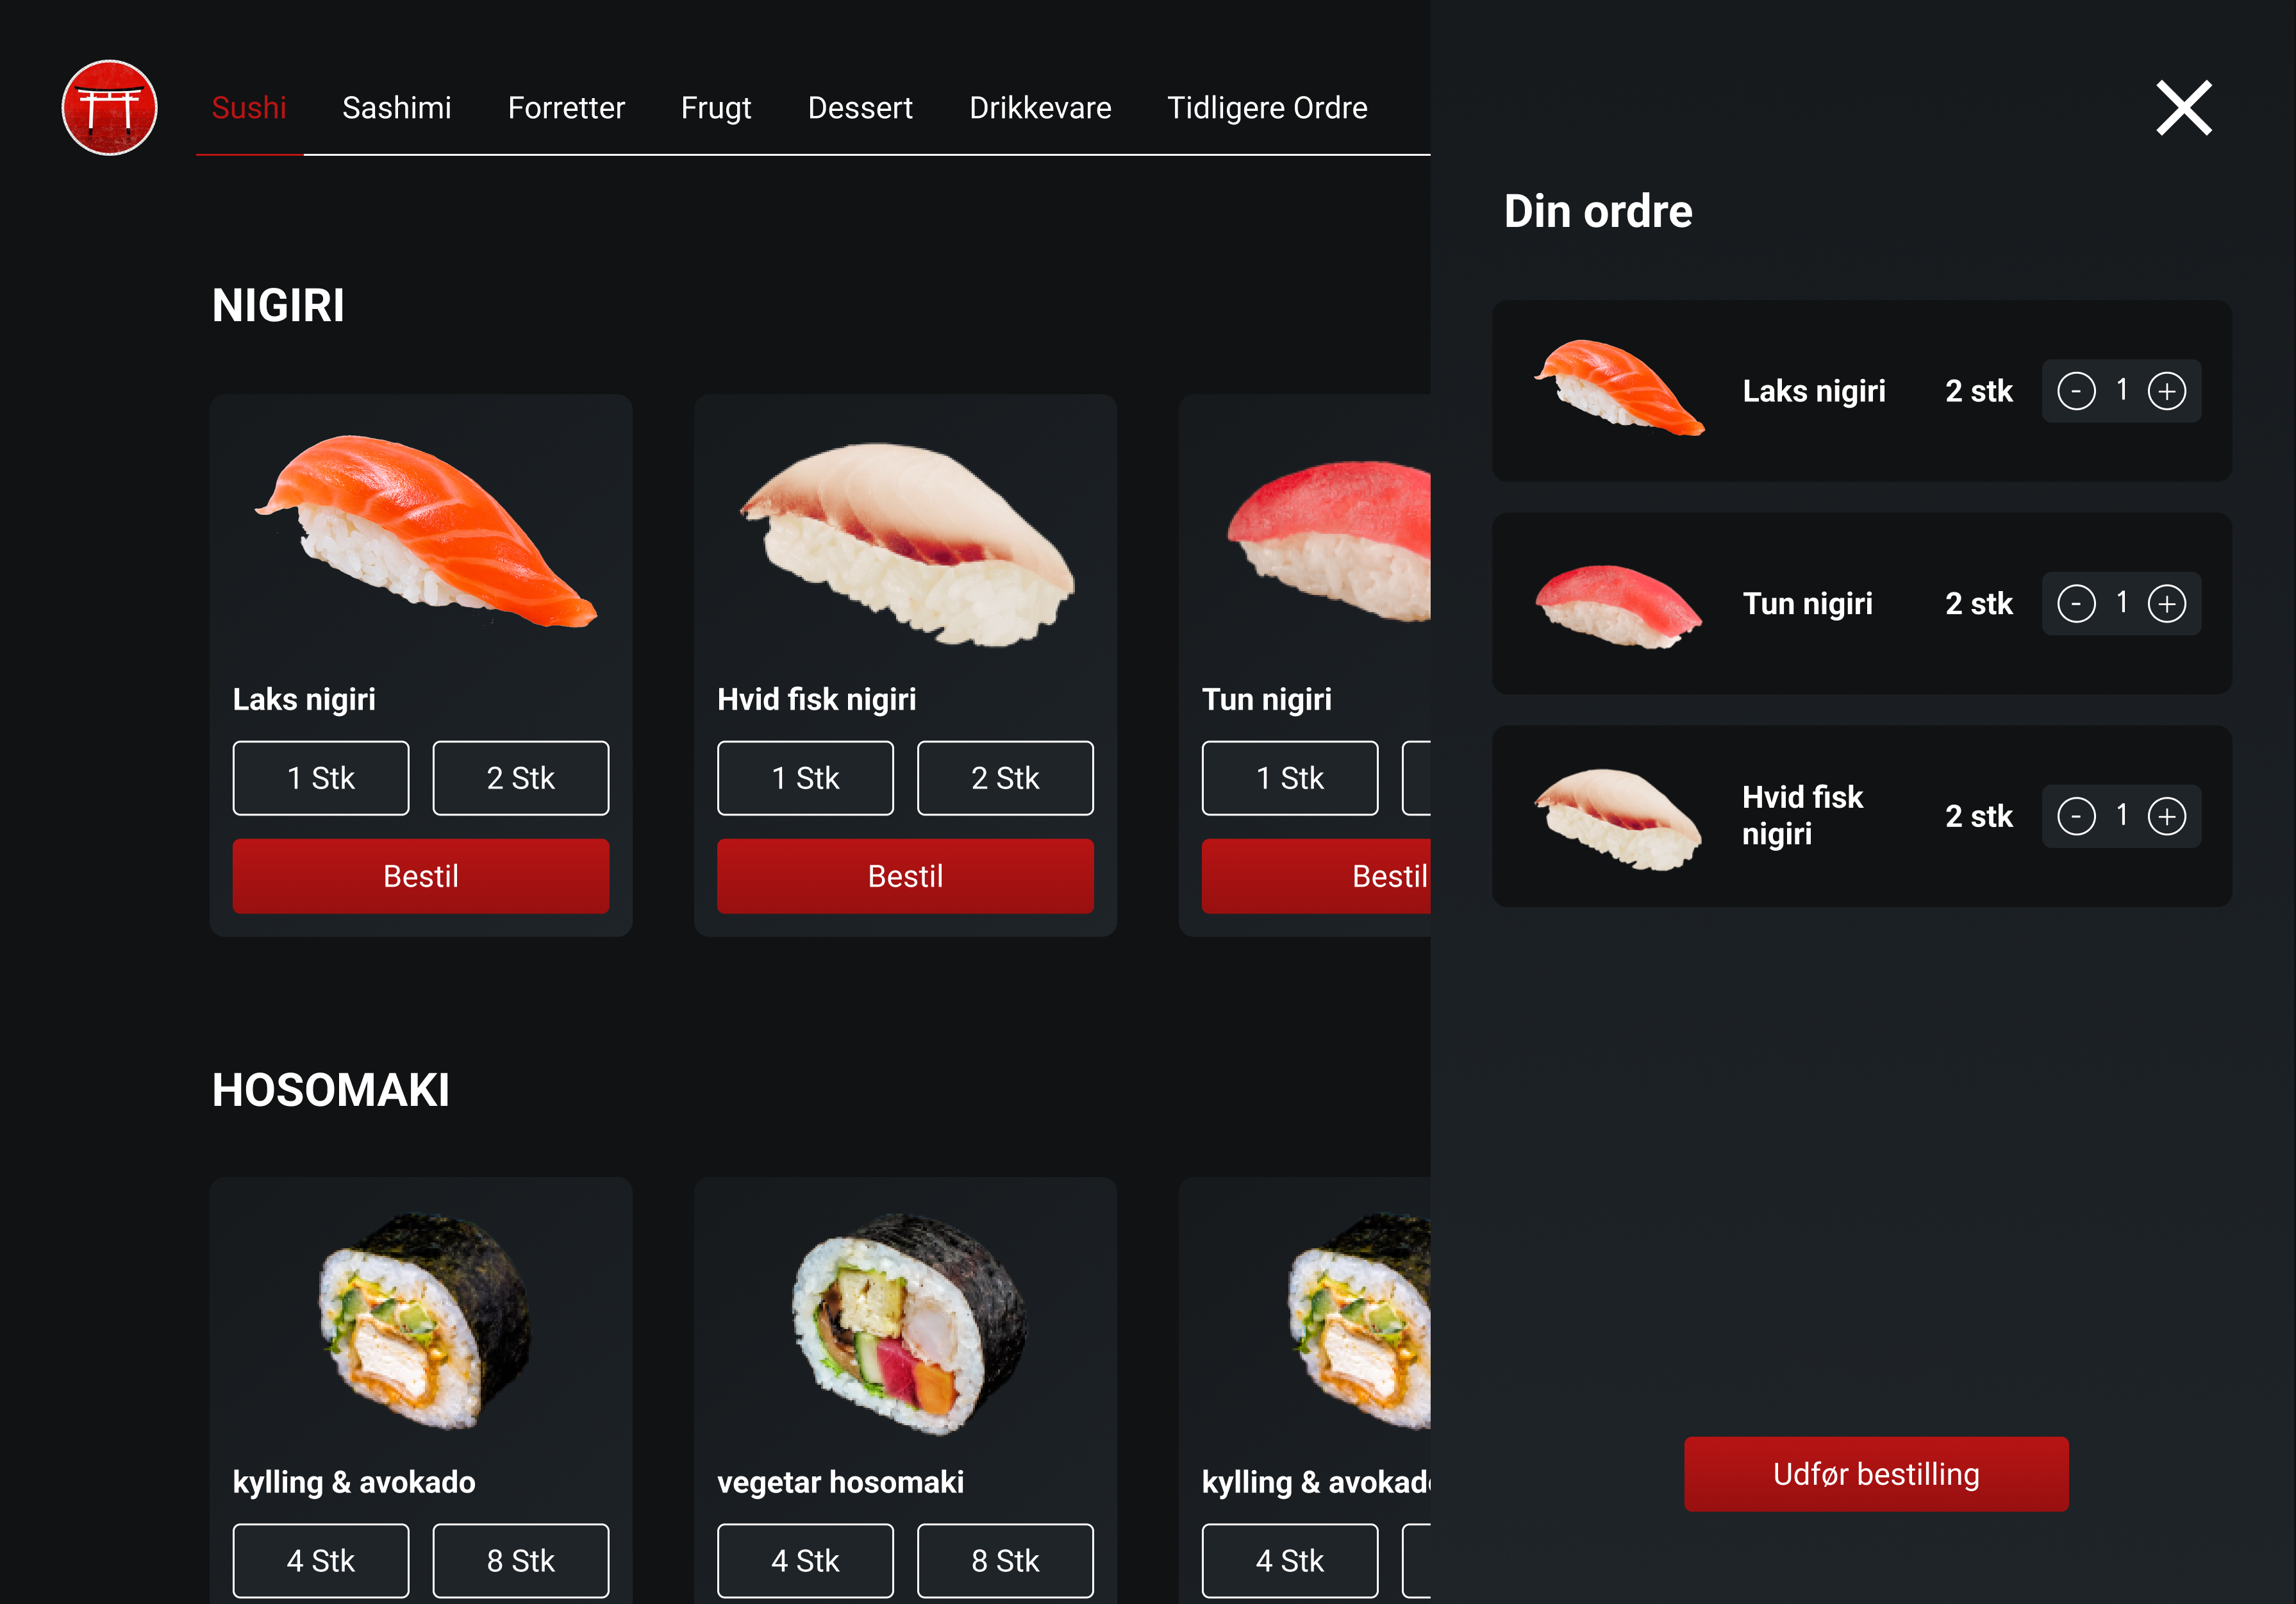 Sushi Sashimi Forretter Frugt Dessert Drikkevare Tidligere Ordre
NIGIRI
Laks nigiri
1 Stk 2 Stk
Bestil
Hvid fisk nigiri
1 Stk 2 Stk
Bestil
Tun nigiri
1 Stk
Bestil
HOSOMAKI
kylling & avokado
4 Stk 8 Stk
vegetar hosomaki
4 Stk 8 Stk
kylling & avokado
4 Stk
Din ordre
Laks nigiri 2 stk - 1 +
Tun nigiri 2 stk - 1 +
Hvid fisk
nigiri 2 stk - 1 +
Udfør bestilling